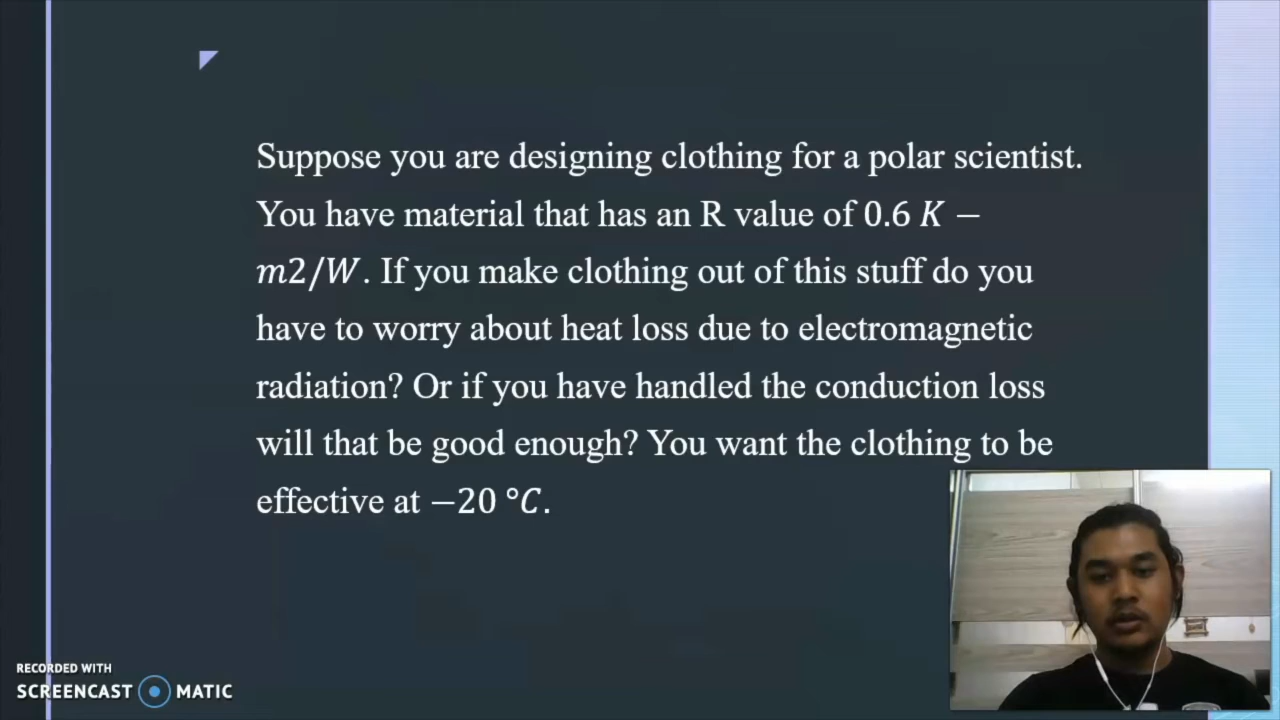 Suppose you are designing clothing for a polar scientist.
You have material that has an R value of 0.6 K −
m2/W. If you make clothing out of this stuff do you
have to worry about heat loss due to electromagnetic
radiation? Or if you have handled the conduction loss
will that be good enough? You want the clothing to be
effective at −20 °C.
RECORDED WITH
SCREENCAST MATIC